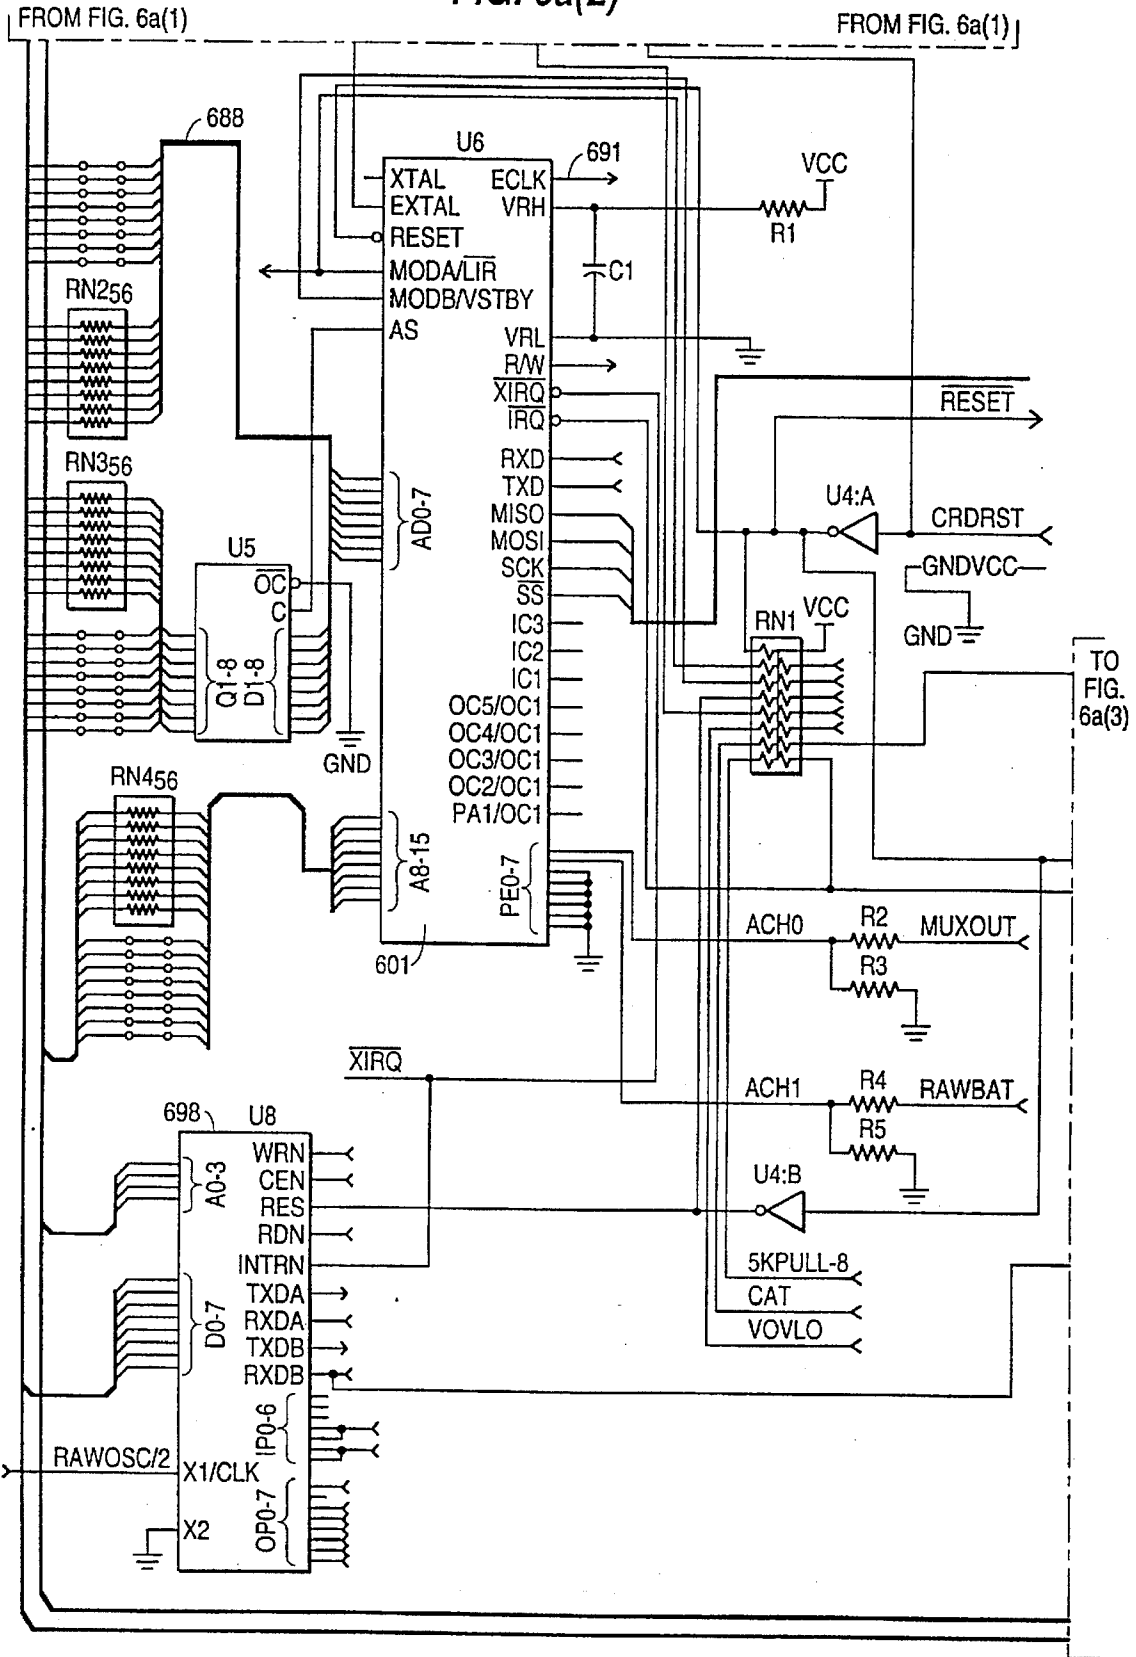 FROM FIG. 6a(1)
FROM FIG. 6a(1)
688
U6
691
XTAL
ECLK
VCC
EXTAL
VRH
RESET
R1
MODA/LIR
C1
MODB/VSTBY
RN256
AS
VRL
R/W
XIRQ
RESET
IRQ
RN356
RXD
TXD
U4:A
AD0-7
MISO
CRDRST
MOSI
U5
SCK
GNDVCC
OC
SS
VCC
C
IC3
RN1
GND
IC2
TO
FIG.
6a(3)
Q1-8
D1-8
IC1
OC5/OC1
OC4/OC1
GND
OC3/OC1
RN456
OC2/OC1
PA1/OC1
A8-15
PE0-7
ACH0
R2
MUXOUT
601
R3
XIRQ
ACH1
R4
RAWBAT
698
U8
R5
WRN
A0-3
CEN
U4:B
RES
RDN
INTRN
5KPULL-8
TXDA
CAT
D0-7
RXDA
VOVLO
TXDB
RXDB
IP0-6
RAWOSC/2
X1/CLK
OP0-7
X2